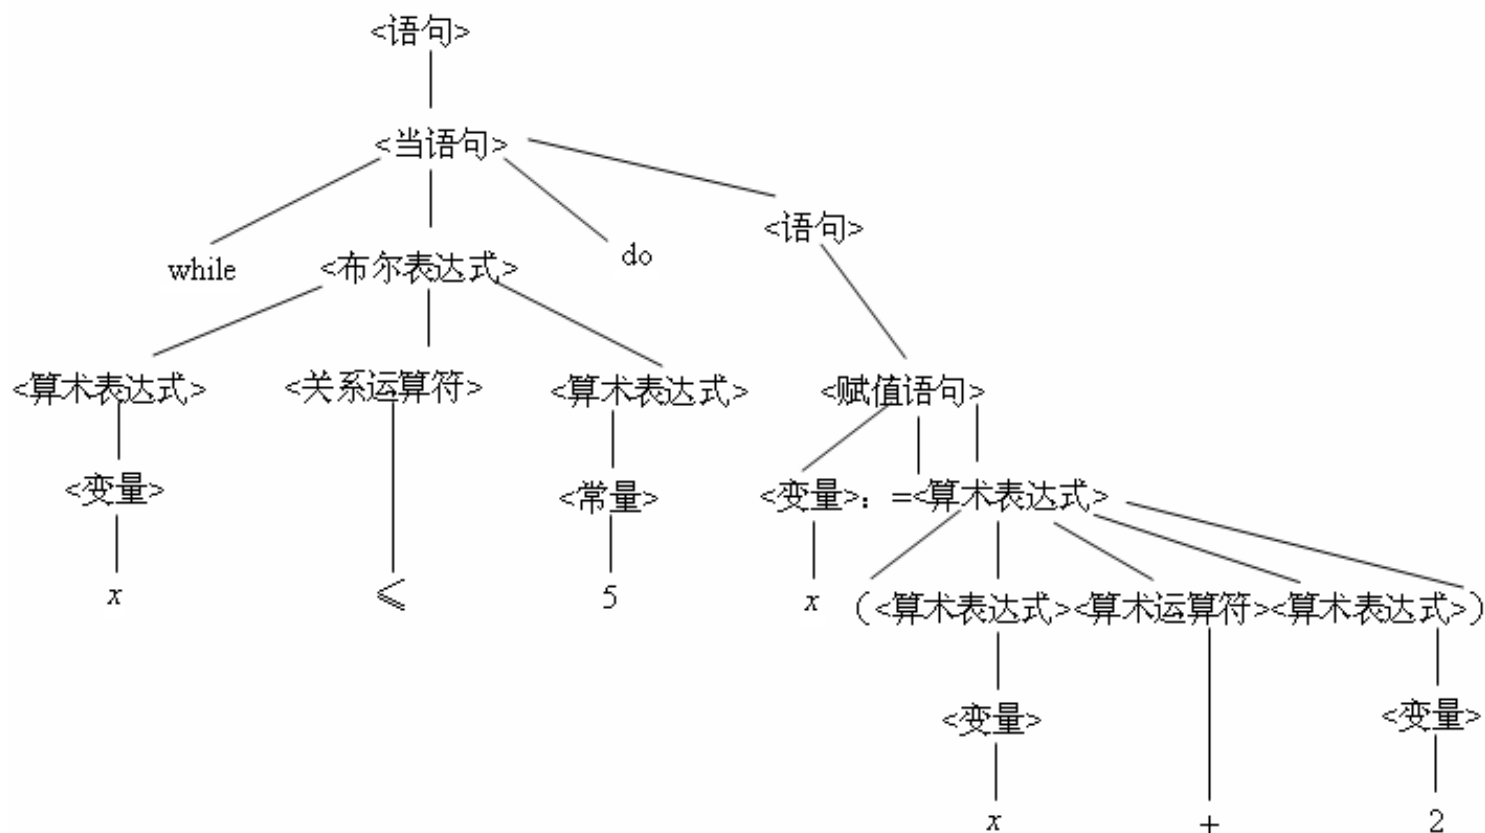 <语句>
<当语句>
<语句>
while <布尔表达式> do
<算术表达式> <关系运算符> <算术表达式> <赋值语句>
<变量> <常量> <变量>：=<算术表达式>
x ≤ 5 x （<算术表达式><算术运算符><算术表达式>）
<变量> <变量>
x + 2